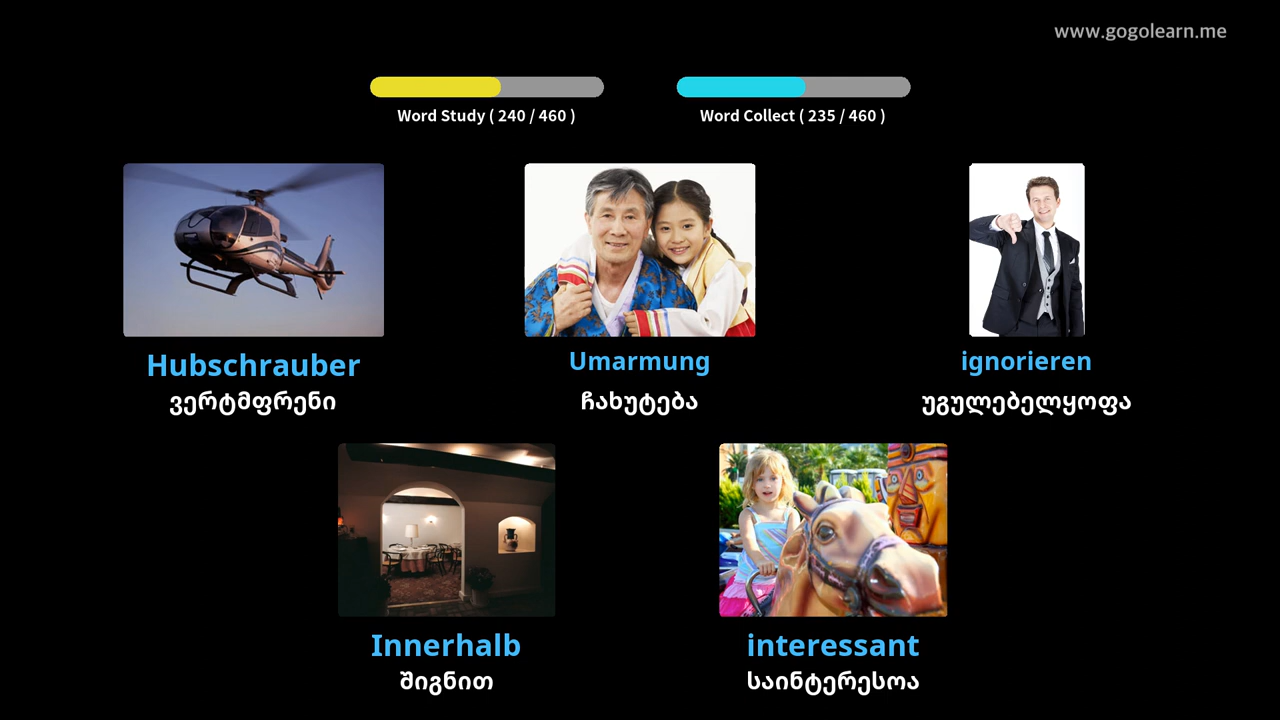 www.gogolearn.me
Word Study ( 240 / 460 )
Word Collect ( 235 / 460 )
Hubschrauber
ვერტმფრენი
Umarmung
ჩახუტება
ignorieren
უგულებელყოფა
Innerhalb
შიგნით
interessant
საინტერესოა